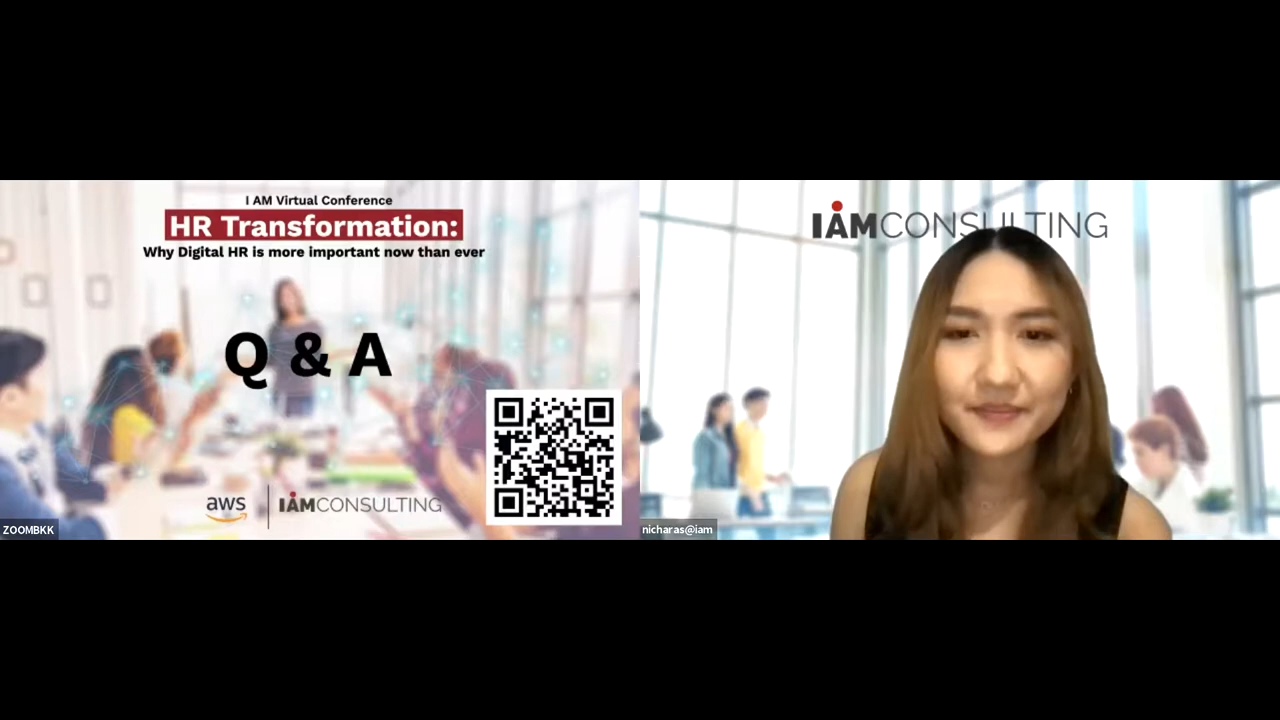 I AM Virtual Conference
HR Transformation:
Why Digital HR is more important now than ever
Q & A
aws
IAMCONSULTING
ZOOMBKK
IAMCONSULTING
nicharas@iam